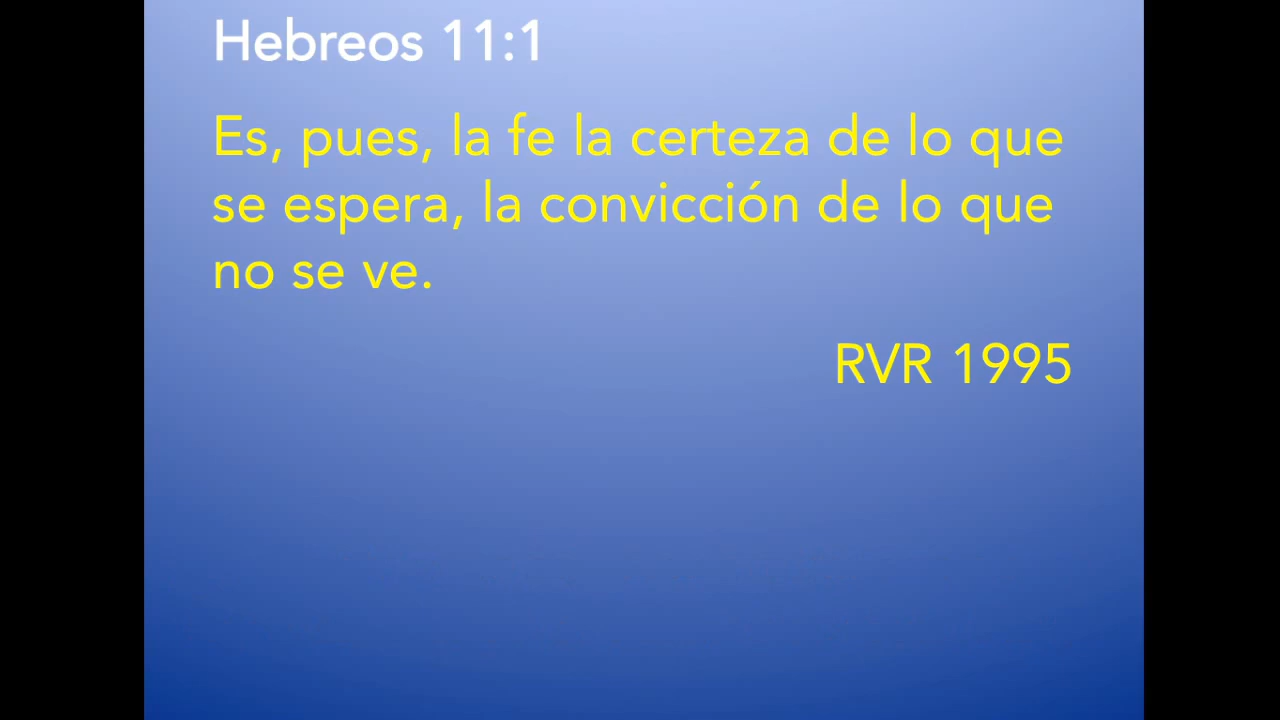 Hebreos 11:1
Es, pues, la fe la certeza de lo que
se espera, la convicción de lo que
no se ve.
RVR 1995